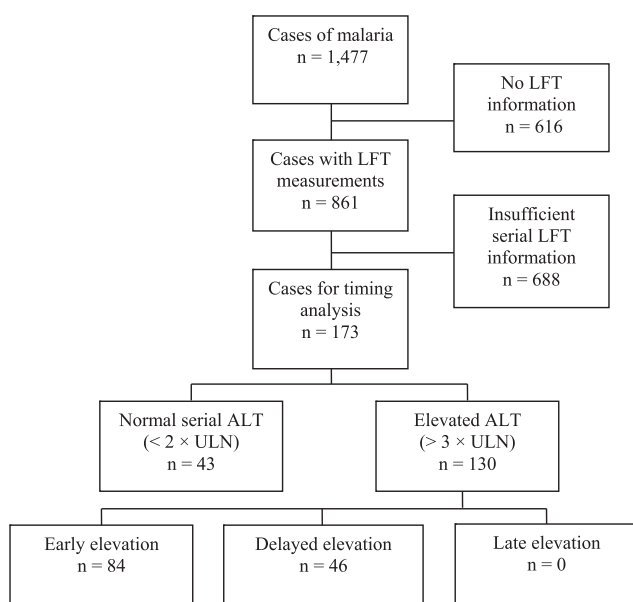 Cases of malaria
n = 1,477
No LFT
information
n = 616
Cases with LFT
measurements
n = 861
Insufficient
serial LFT
information
n = 688
Cases for timing
analysis
n = 173
Normal serial ALT
(< 2 × ULN)
n = 43
Elevated ALT
(> 3 × ULN)
n = 130
Early elevation
n = 84
Delayed elevation
n = 46
Late elevation
n = 0